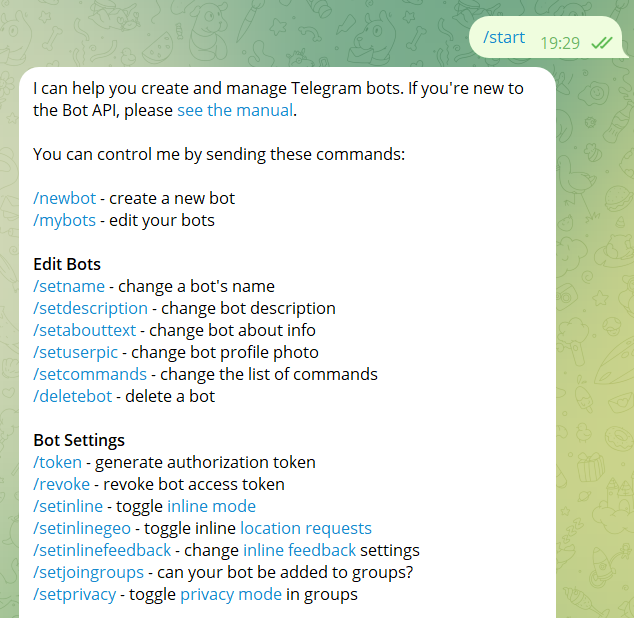 /start 19:29
I can help you create and manage Telegram bots. If you're new to
the Bot API, please see the manual.
You can control me by sending these commands:
/newbot - create a new bot
/mybots - edit your bots
Edit Bots
/setname - change a bot's name
/setdescription - change bot description
/setabouttext - change bot about info
/setuserpic - change bot profile photo
/setcommands - change the list of commands
/deletebot - delete a bot
Bot Settings
/token - generate authorization token
/revoke - revoke bot access token
/setinline - toggle inline mode
/setinlinegeo - toggle inline location requests
/setinlinefeedback - change inline feedback settings
/setjoingroups - can your bot be added to groups?
/setprivacy - toggle privacy mode in groups